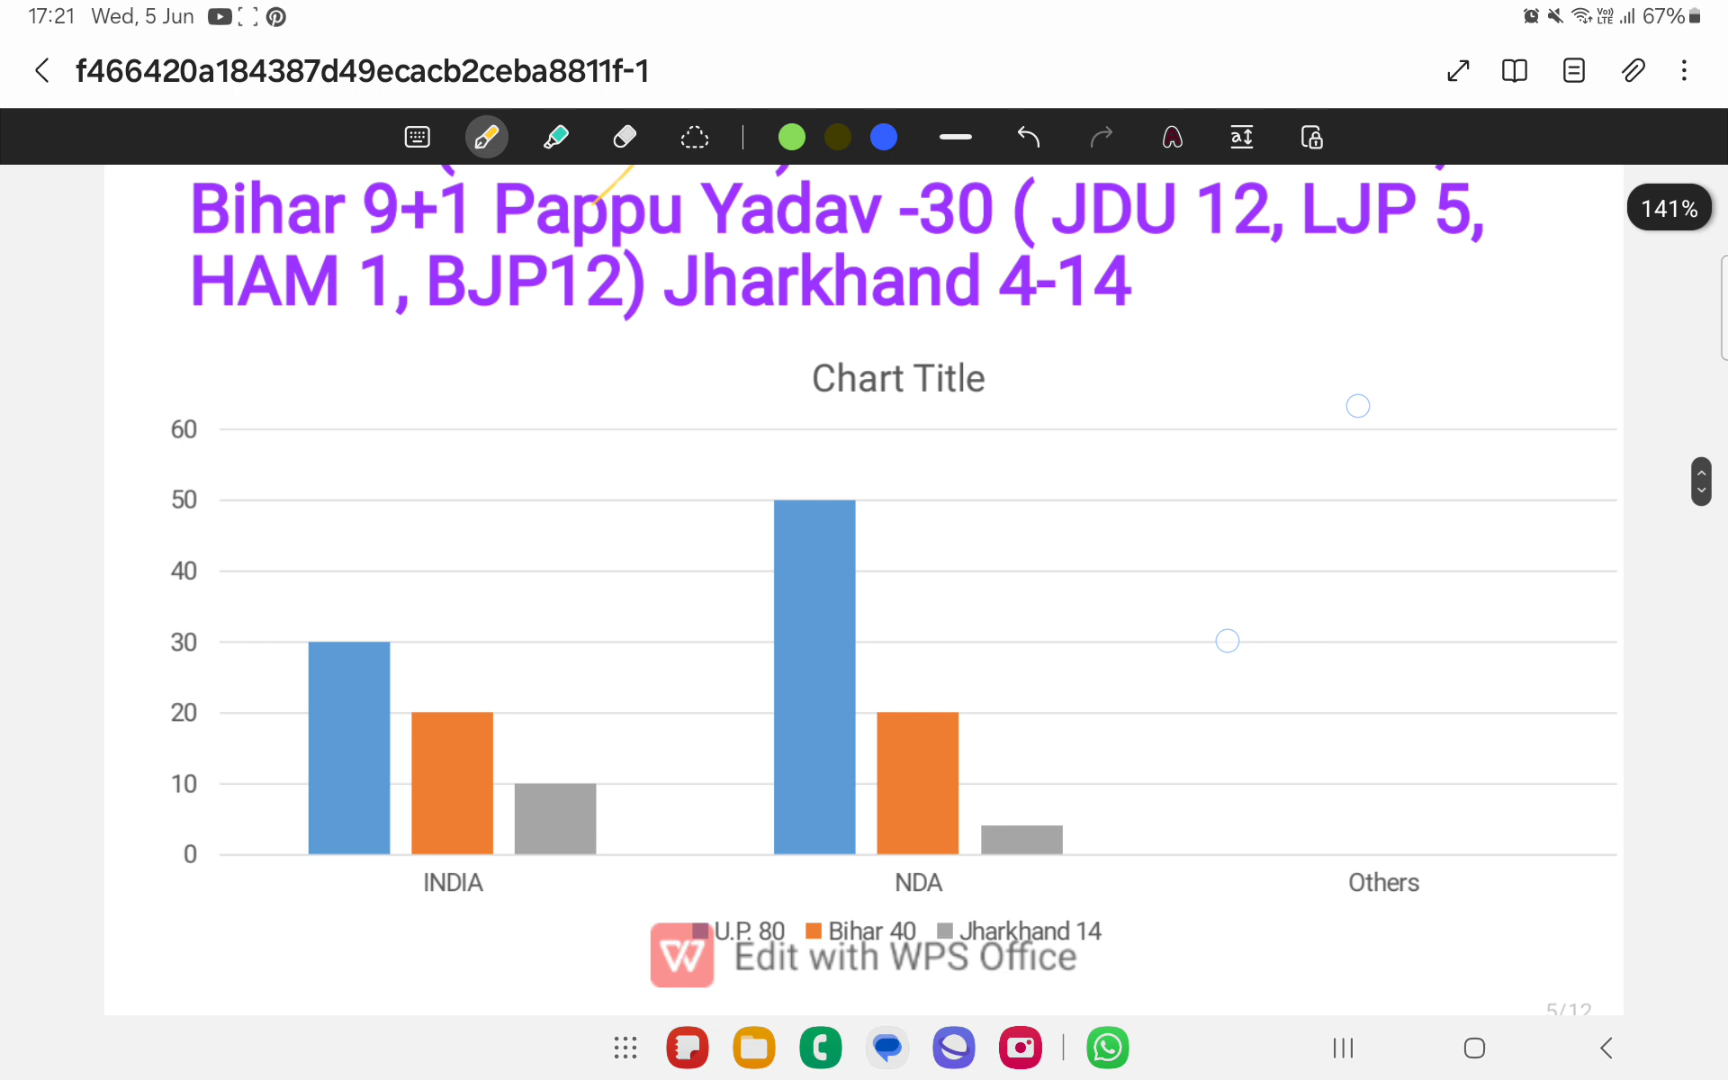 17:21 Wed, 5 Jun
Vo)) LTE 67%
f466420a184387d49ecacb2ceba8811f-1
141%
Bihar 9+1 Pappu Yadav -30 ( JDU 12, LJP 5,
HAM 1, BJP12) Jharkhand 4-14
Chart Title
60
50
40
30
20
10
0
INDIA NDA Others
U.P. 80 Bihar 40 Jharkhand 14
Edit with WPS Office
5/12